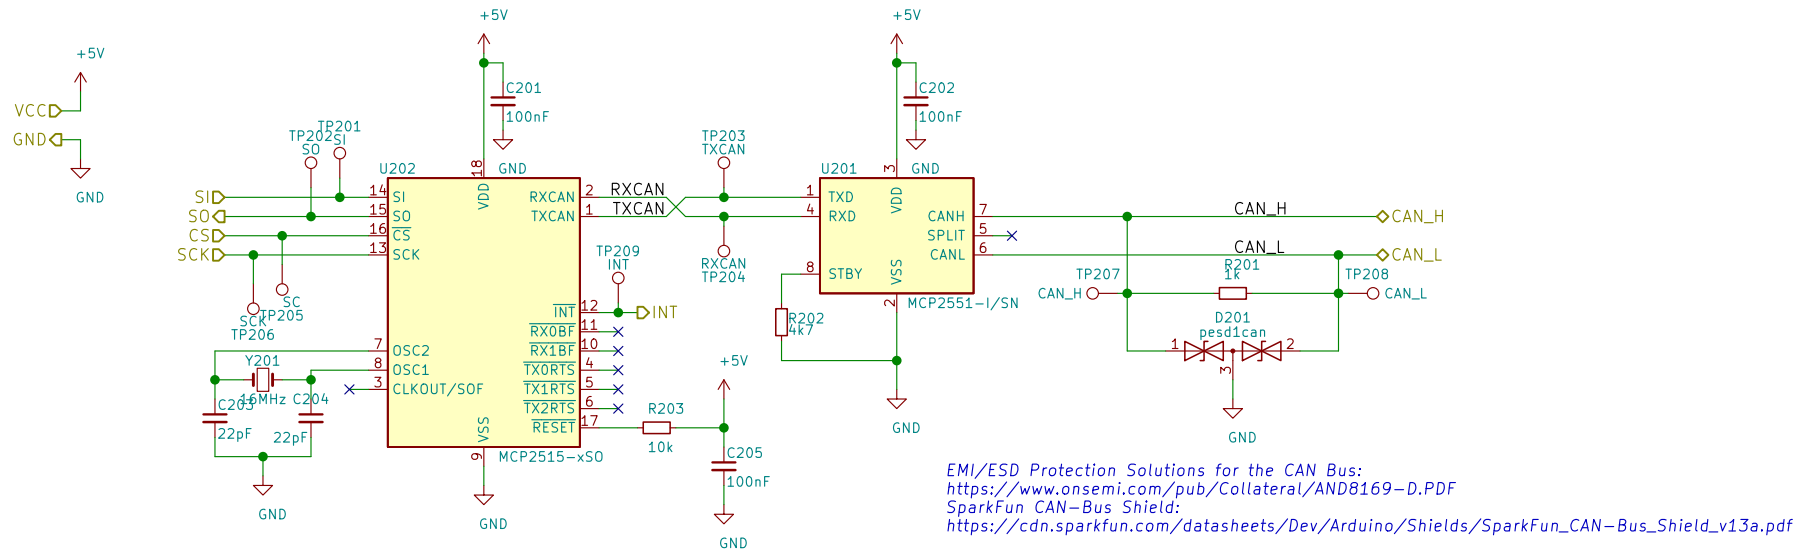 +5V
+5V
+5V
VCC
GND
GND
C201
100nF
GND
C202
100nF
GND
TP202
SO
TP201
SI
TP203
TXCAN
RXCAN
TP204
SI
SO
CS
SCK
U202
14 SI
15 SO
16 CS
13 SCK
7 OSC2
8 OSC1
3 CLKOUT/SOF
18 VDD
VSS 9
RXCAN 2
TXCAN 1
INT 12
RX0BF 11
RX1BF 10
TX0RTS 4
TX1RTS 5
TX2RTS 6
RESET 17
MCP2515-xSO
GND
RXCAN
TXCAN
TP209
INT
INT
SC
TP205
SCK
TP206
Y201
16MHz
C203
22pF
C204
22pF
GND
R203
10k
+5V
C205
100nF
GND
U201
1 TXD
4 RXD
8 STBY
3 VDD
VSS 2
CANH 7
SPLIT 5
CANL 6
MCP2551-I/SN
R202
4k7
GND
CAN_H
CAN_H
CAN_L
CAN_L
TP207
CAN_H
R201
1k
TP208
CAN_L
D201
pesd1can
1
2
3
GND
EMI/ESD Protection Solutions for the CAN Bus:
https://www.onsemi.com/pub/Collateral/AND8169-D.PDF
SparkFun CAN-Bus Shield:
https://cdn.sparkfun.com/datasheets/Dev/Arduino/Shields/SparkFun_CAN-Bus_Shield_v13a.pdf